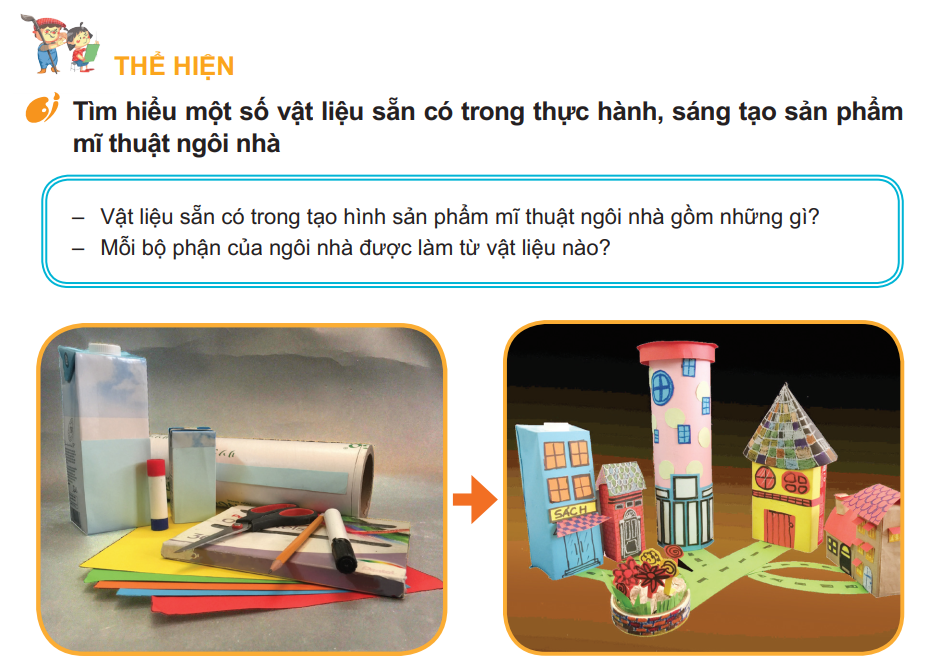 THỂ HIỆN
Tìm hiểu một số vật liệu sẵn có trong thực hành, sáng tạo sản phẩm
mĩ thuật ngôi nhà
– Vật liệu sẵn có trong tạo hình sản phẩm mĩ thuật ngôi nhà gồm những gì?
– Mỗi bộ phận của ngôi nhà được làm từ vật liệu nào?
SÁCH